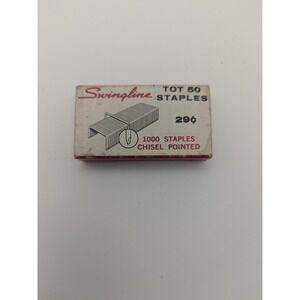 Swingline TOT 50
STAPLES
29¢
1000 STAPLES
CHISEL POINTED